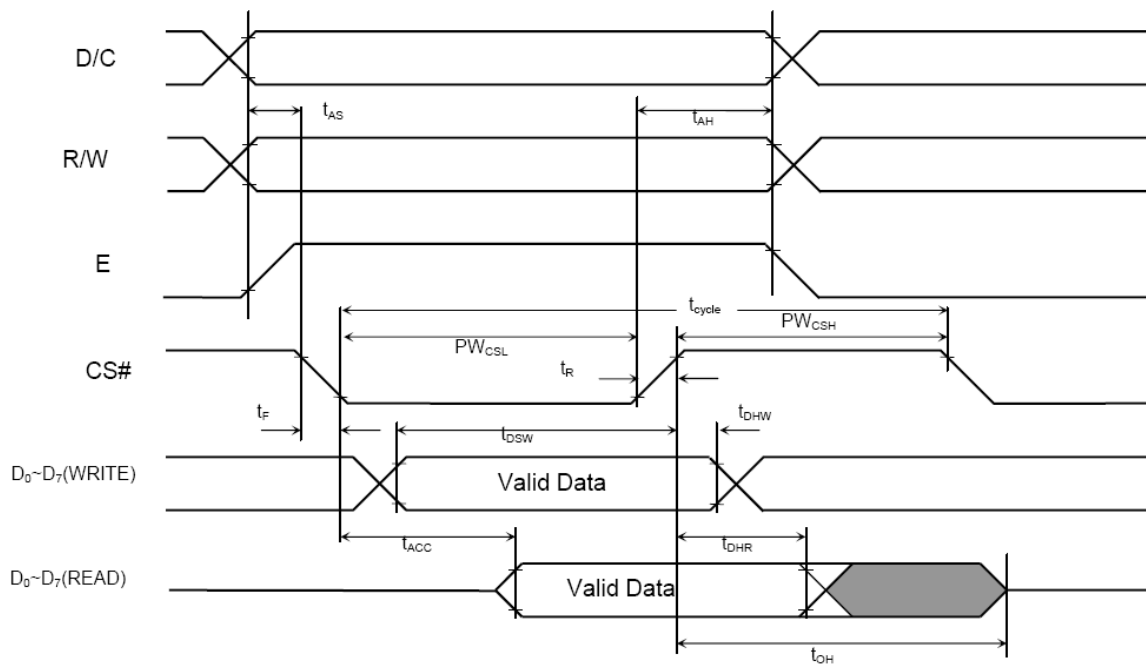 D/C
tAS
tAH
R/W
E
tcycle
PWCSL
PWCSH
CS#
tR
tF
tDSW
tDHW
D0~D7(WRITE)
Valid Data
tACC
tDHR
D0~D7(READ)
Valid Data
tOH